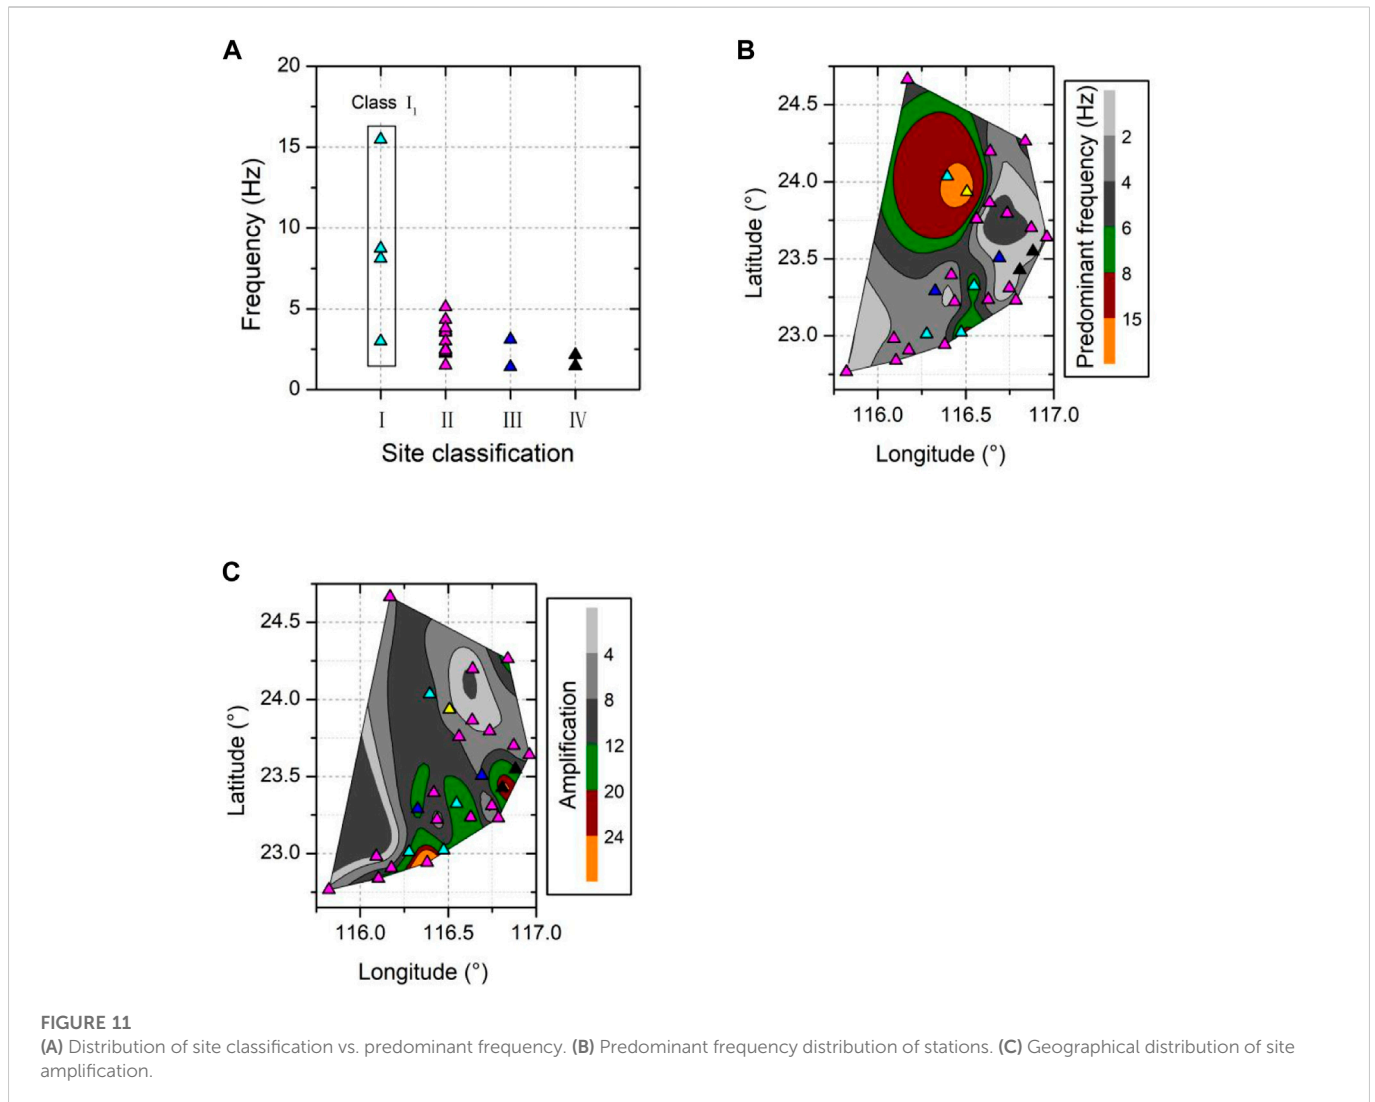 A
20
15
10
5
0
Frequency (Hz)
Class I1
I II III IV
Site classification
B
24.5
24.0
23.5
23.0
Latitude (°)
116.0 116.5 117.0
Longitude (°)
Predominant frequency (Hz)
2
4
6
8
15
C
24.5
24.0
23.5
23.0
Latitude (°)
116.0 116.5 117.0
Longitude (°)
Amplification
4
8
12
20
24
FIGURE 11
(A) Distribution of site classification vs. predominant frequency. (B) Predominant frequency distribution of stations. (C) Geographical distribution of site
amplification.